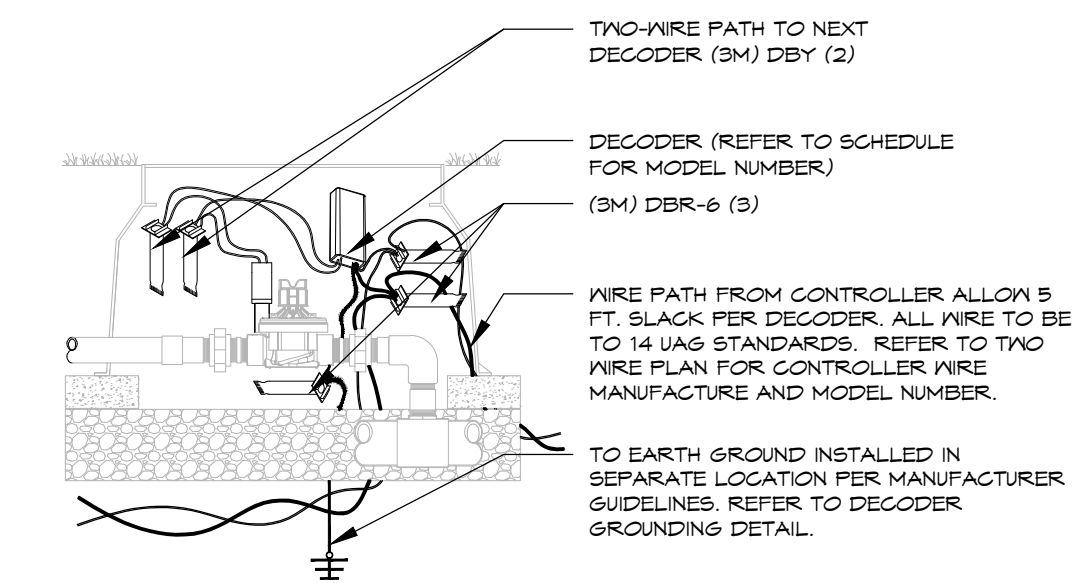 TWO-WIRE PATH TO NEXT
DECODER (3M) DBY (2)
DECODER (REFER TO SCHEDULE
FOR MODEL NUMBER)
(3M) DBR-6 (3)
WIRE PATH FROM CONTROLLER ALLOW 5
FT. SLACK PER DECODER. ALL WIRE TO BE
TO 14 UAG STANDARDS. REFER TO TWO
WIRE PLAN FOR CONTROLLER WIRE
MANUFACTURE AND MODEL NUMBER.
TO EARTH GROUND INSTALLED IN
SEPARATE LOCATION PER MANUFACTURER
GUIDELINES. REFER TO DECODER
GROUNDING DETAIL.